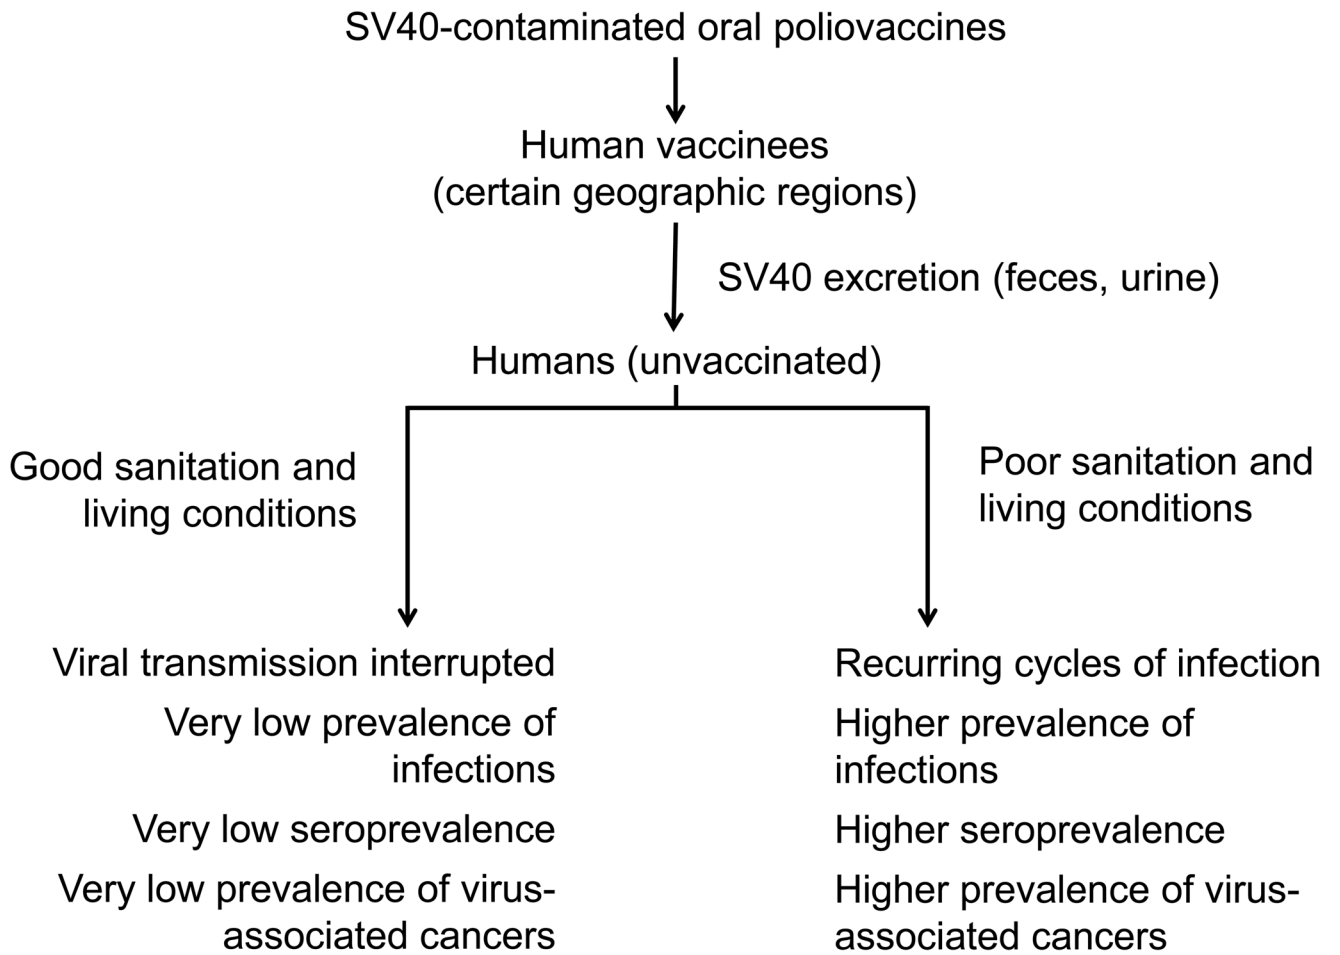 SV40-contaminated oral poliovaccines
Human vaccinees
(certain geographic regions)
SV40 excretion (feces, urine)
Humans (unvaccinated)
Good sanitation and
living conditions
Poor sanitation and
living conditions
Viral transmission interrupted
Very low prevalence of
infections
Very low seroprevalence
Very low prevalence of virus-
associated cancers
Recurring cycles of infection
Higher prevalence of
infections
Higher seroprevalence
Higher prevalence of virus-
associated cancers